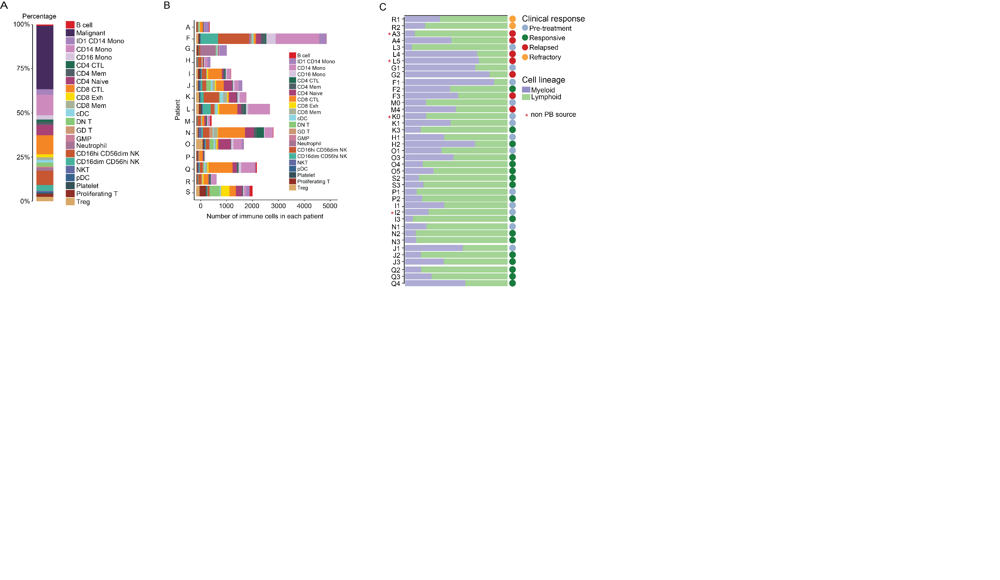 A
Percentage
100%
75%
50%
25%
0%
B cell
Malignant
ID1 CD14 Mono
CD14 Mono
CD16 Mono
CD4 CTL
CD4 Mem
CD4 Naive
CD8 CTL
CD8 Exh
CD8 Mem
cDC
DN T
GD T
GMP
Neutrophil
CD16hi CD56dim NK
CD16dim CD56hi NK
NKT
pDC
Platelet
Proliferating T
Treg
B
Patient
A
F
G
H
I
J
K
L
M
N
O
P
Q
R
S
0 1000 2000 3000 4000 5000
Number of immune cells in each patient
B cell
ID1 CD14 Mono
CD14 Mono
CD16 Mono
CD4 CTL
CD4 Mem
CD4 Naive
CD8 CTL
CD8 Exh
CD8 Mem
cDC
DN T
GD T
GMP
Neutrophil
CD16hi CD56dim NK
CD16dim CD56hi NK
NKT
pDC
Platelet
Proliferating T
Treg
C
R1
R2
* A3
A4
L3
L4
* L5
G1
G2
F1
F2
F3
M0
M4
* K0
K1
K3
H1
H2
O1
O3
O4
O5
S2
S3
P1
P2
I1
* I2
I3
N1
N2
N3
J1
J2
J3
Q2
Q3
Q4
Clinical response
Pre-treatment
Responsive
Relapsed
Refractory
Cell lineage
Myeloid
Lymphoid
* non PB source